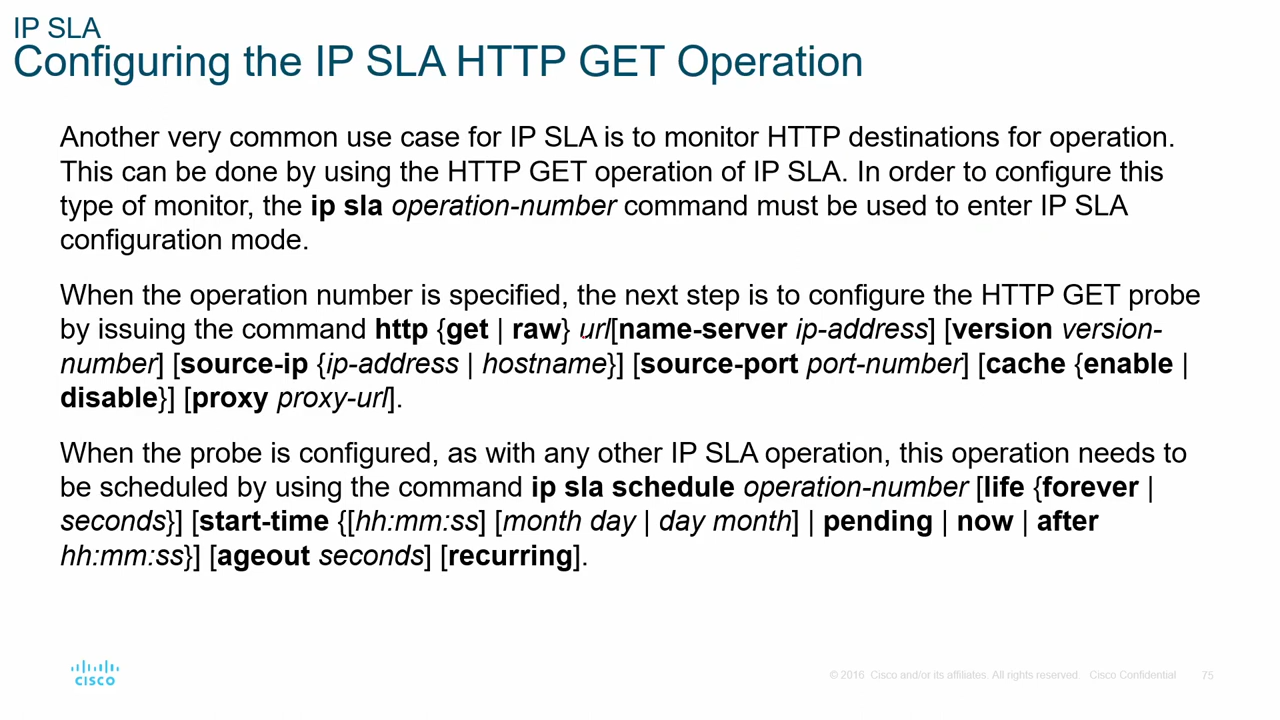 IP SLA
Configuring the IP SLA HTTP GET Operation
Another very common use case for IP SLA is to monitor HTTP destinations for operation.
This can be done by using the HTTP GET operation of IP SLA. In order to configure this
type of monitor, the ip sla operation-number command must be used to enter IP SLA
configuration mode.
When the operation number is specified, the next step is to configure the HTTP GET probe
by issuing the command http {get | raw} url[name-server ip-address] [version version-
number] [source-ip {ip-address | hostname}] [source-port port-number] [cache {enable |
disable}] [proxy proxy-url].
When the probe is configured, as with any other IP SLA operation, this operation needs to
be scheduled by using the command ip sla schedule operation-number [life {forever |
seconds}] [start-time {[hh:mm:ss] [month day | day month] | pending | now | after
hh:mm:ss}] [ageout seconds] [recurring].
CISCO
© 2016 Cisco and/or its affiliates. All rights reserved. Cisco Confidential 75